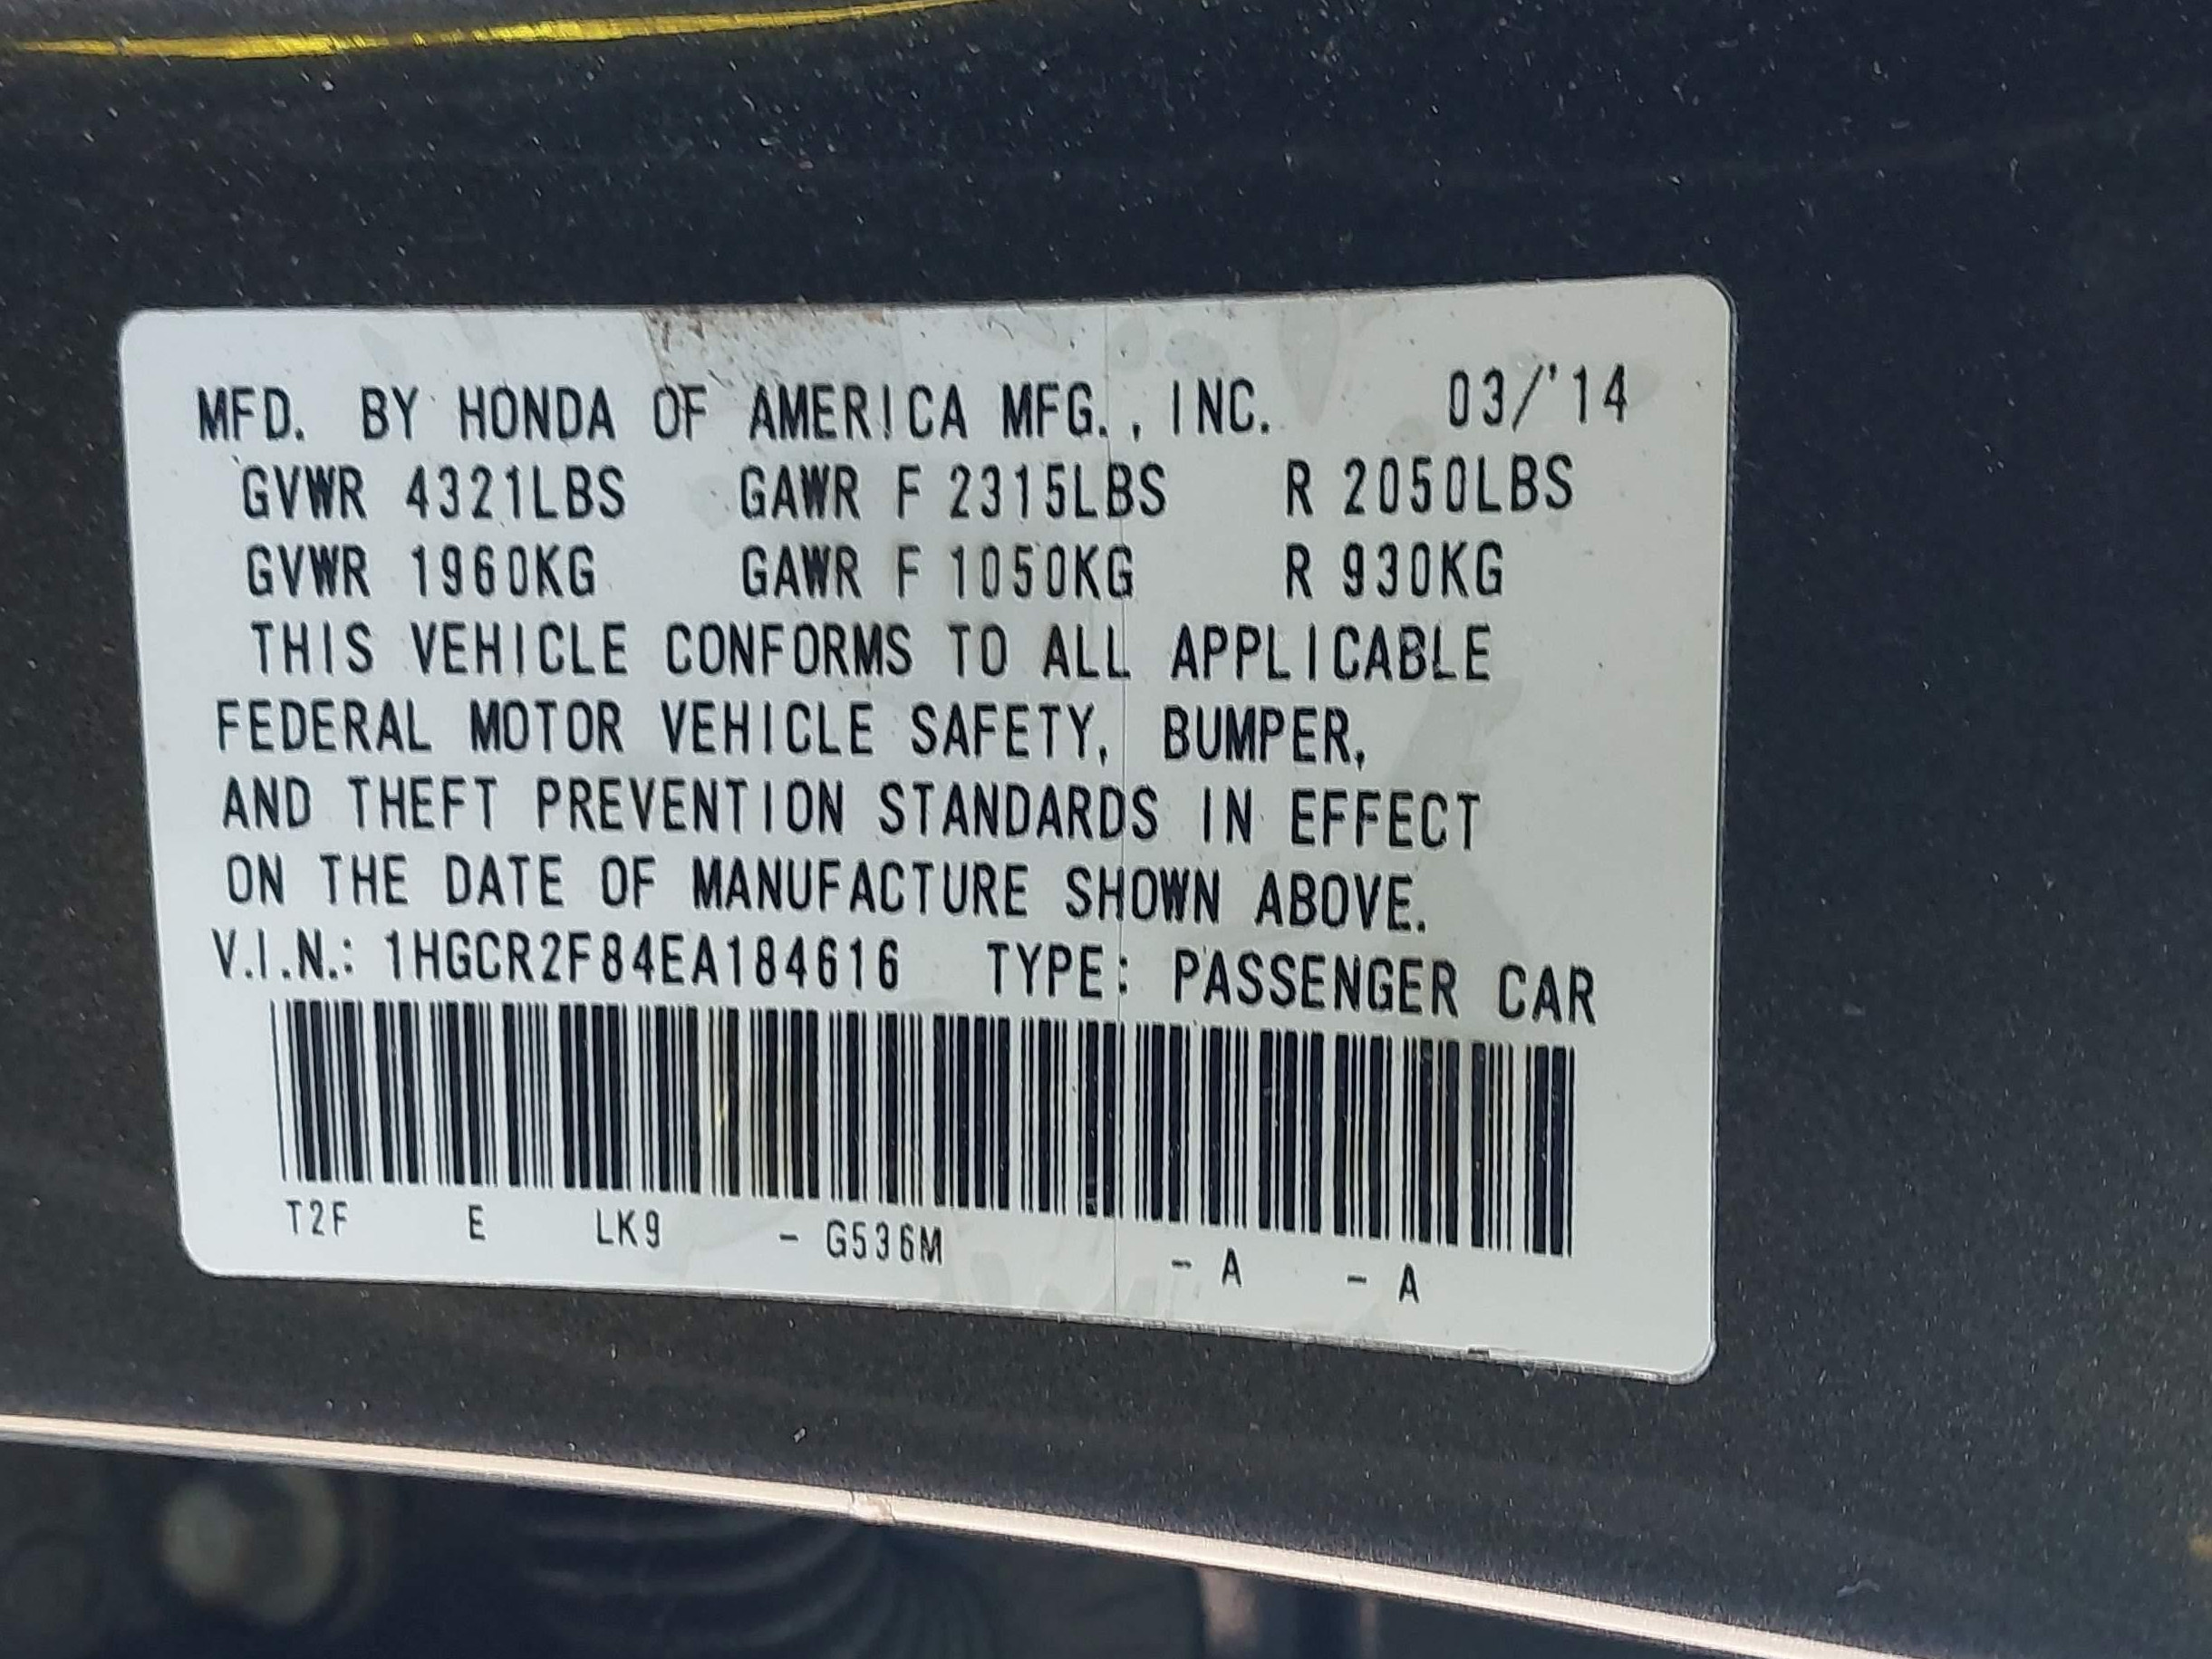 MFD. BY HONDA OF AMERICA MFG., INC. 03/'14
GVWR 4321LBS GAWR F 2315LBS R 2050LBS
GVWR 1960KG GAWR F 1050KG R 930KG
THIS VEHICLE CONFORMS TO ALL APPLICABLE
FEDERAL MOTOR VEHICLE SAFETY, BUMPER,
AND THEFT PREVENTION STANDARDS IN EFFECT
ON THE DATE OF MANUFACTURE SHOWN ABOVE.
V.I.N.: 1HGCR2F84EA184616 TYPE: PASSENGER CAR
T2F E LK9 - G536M - A - A